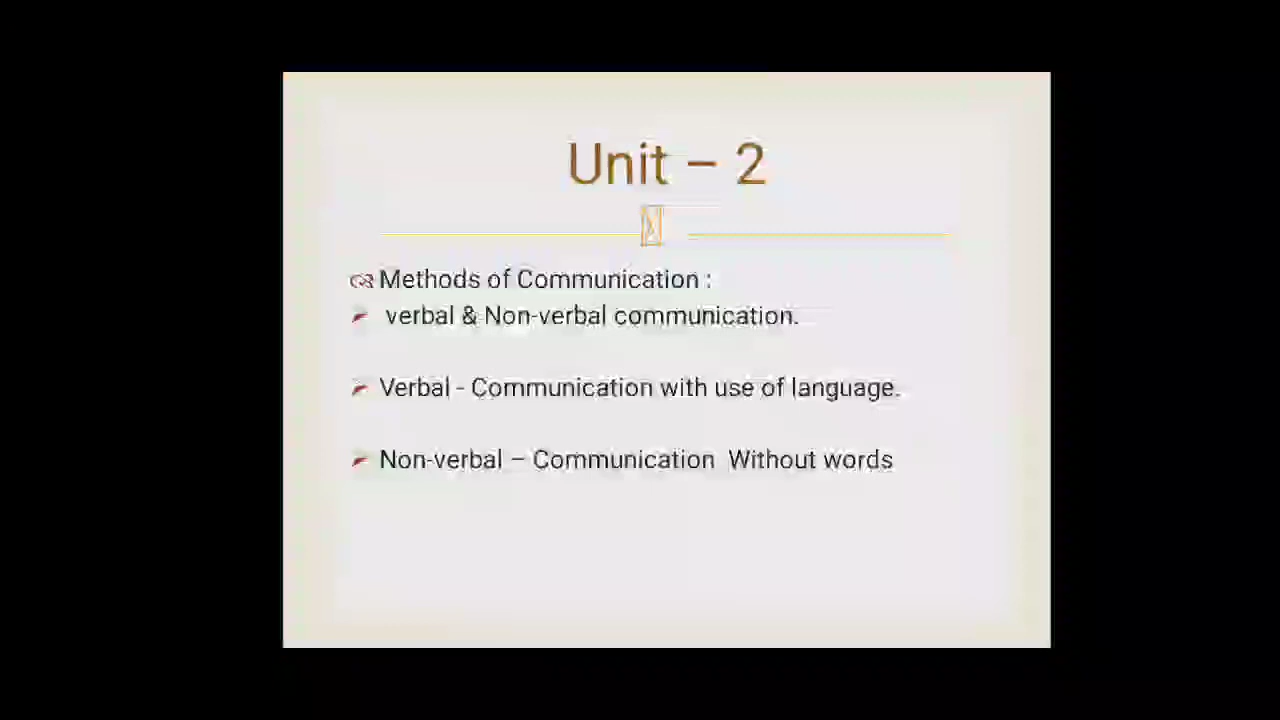 Unit – 2
Methods of Communication :
verbal & Non-verbal communication.
Verbal - Communication with use of language.
Non-verbal – Communication Without words